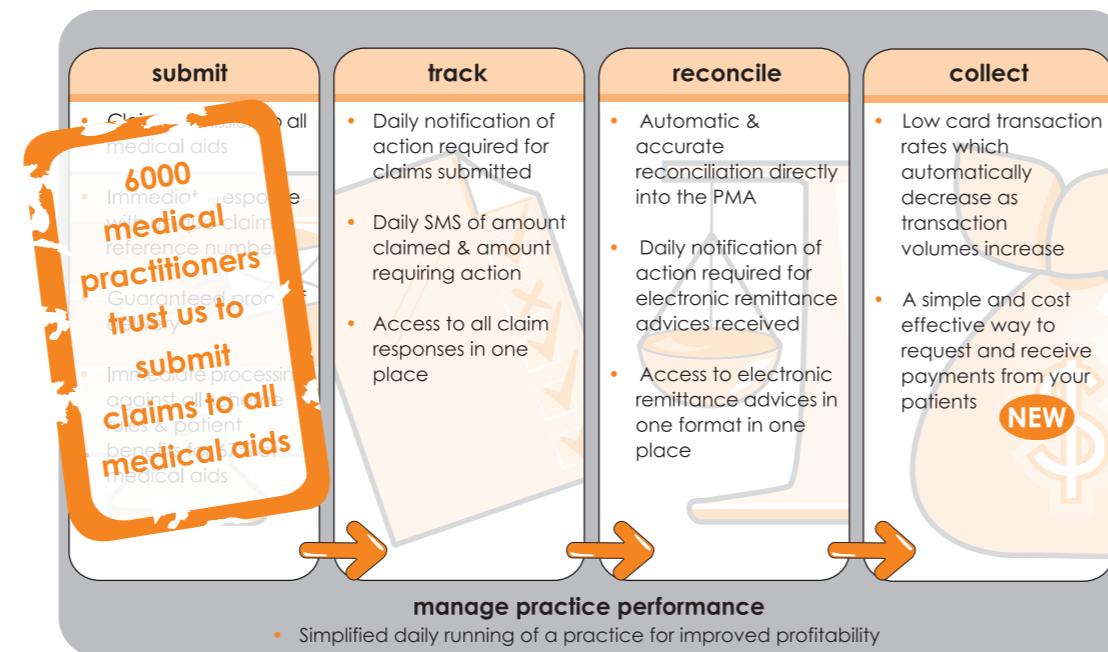 submit
all
medical aids
reference number
medical aids
6000
medical
practitioners
trust us to
submit
claims to all
medical aids
track
• Daily notification of
action required for
claims submitted
• Daily SMS of amount
claimed & amount
requiring action
• Access to all claim
responses in one
place
reconcile
• Automatic &
accurate
reconciliation directly
into the PMA
• Daily notification of
action required for
electronic remittance
advices received
• Access to electronic
remittance advices in
one format in one
place
collect
• Low card transaction
rates which
automatically
decrease as
transaction
volumes increase
• A simple and cost
effective way to
request and receive
payments from your
patients
NEW
manage practice performance
• Simplified daily running of a practice for improved profitability